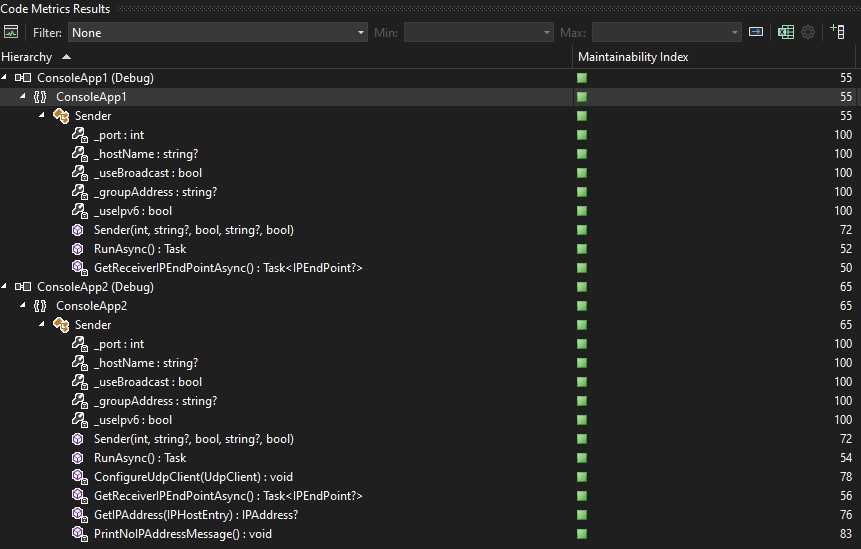 Code Metrics Results
Filter: None Min: Max:
Hierarchy Maintainability Index
ConsoleApp1 (Debug) 55
ConsoleApp1 55
Sender 55
_port : int 100
_hostName : string? 100
_useBroadcast : bool 100
_groupAddress : string? 100
_useIpv6 : bool 100
Sender(int, string?, bool, string?, bool) 72
RunAsync() : Task 52
GetReceiverIPEndPointAsync() : Task<IPEndPoint?> 50
ConsoleApp2 (Debug) 65
ConsoleApp2 65
Sender 65
_port : int 100
_hostName : string? 100
_useBroadcast : bool 100
_groupAddress : string? 100
_useIpv6 : bool 100
Sender(int, string?, bool, string?, bool) 72
RunAsync() : Task 54
ConfigureUdpClient(UdpClient) : void 78
GetReceiverIPEndPointAsync() : Task<IPEndPoint?> 56
GetIPAddress(IPHostEntry) : IPAddress? 76
PrintNoIPAddressMessage() : void 83